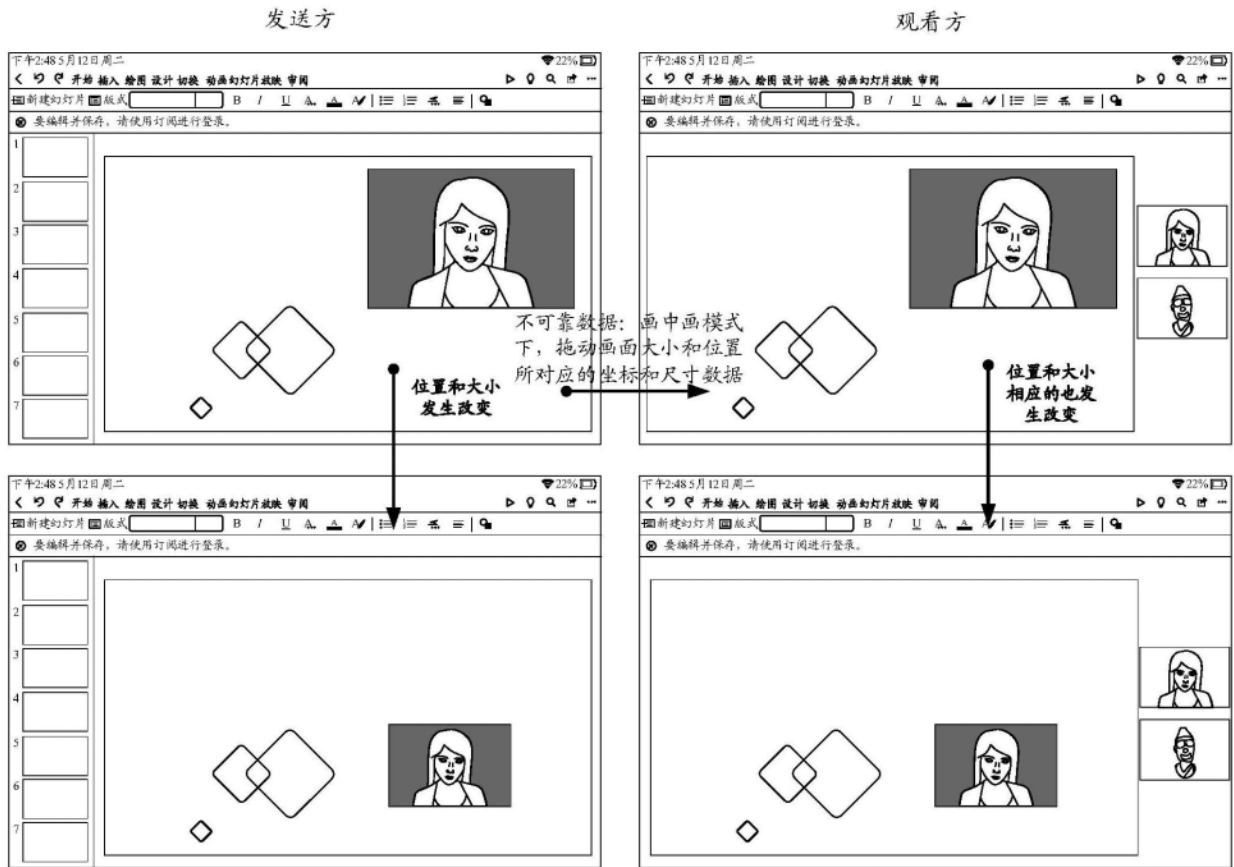 发送方
观看方
下午2:48 5月12日周二 22%
开始 插入 绘图 设计 切换 动画 幻灯片放映 审阅
新建幻灯片 版式 B I U A A
要编辑并保存，请使用订阅进行登录。
1
2
3
4
5
6
7
位置和大小
发生改变
不可靠数据：画中画模式
下，拖动画面大小和位置
所对应的坐标和尺寸数据
下午2:48 5月12日周二 22%
开始 插入 绘图 设计 切换 动画 幻灯片放映 审阅
新建幻灯片 版式 B I U A A
要编辑并保存，请使用订阅进行登录。
位置和大小
相应的也发
生改变
下午2:48 5月12日周二 22%
开始 插入 绘图 设计 切换 动画 幻灯片放映 审阅
新建幻灯片 版式 B I U A A
要编辑并保存，请使用订阅进行登录。
1
2
3
4
5
6
7
下午2:48 5月12日周二 22%
开始 插入 绘图 设计 切换 动画 幻灯片放映 审阅
新建幻灯片 版式 B I U A A
要编辑并保存，请使用订阅进行登录。